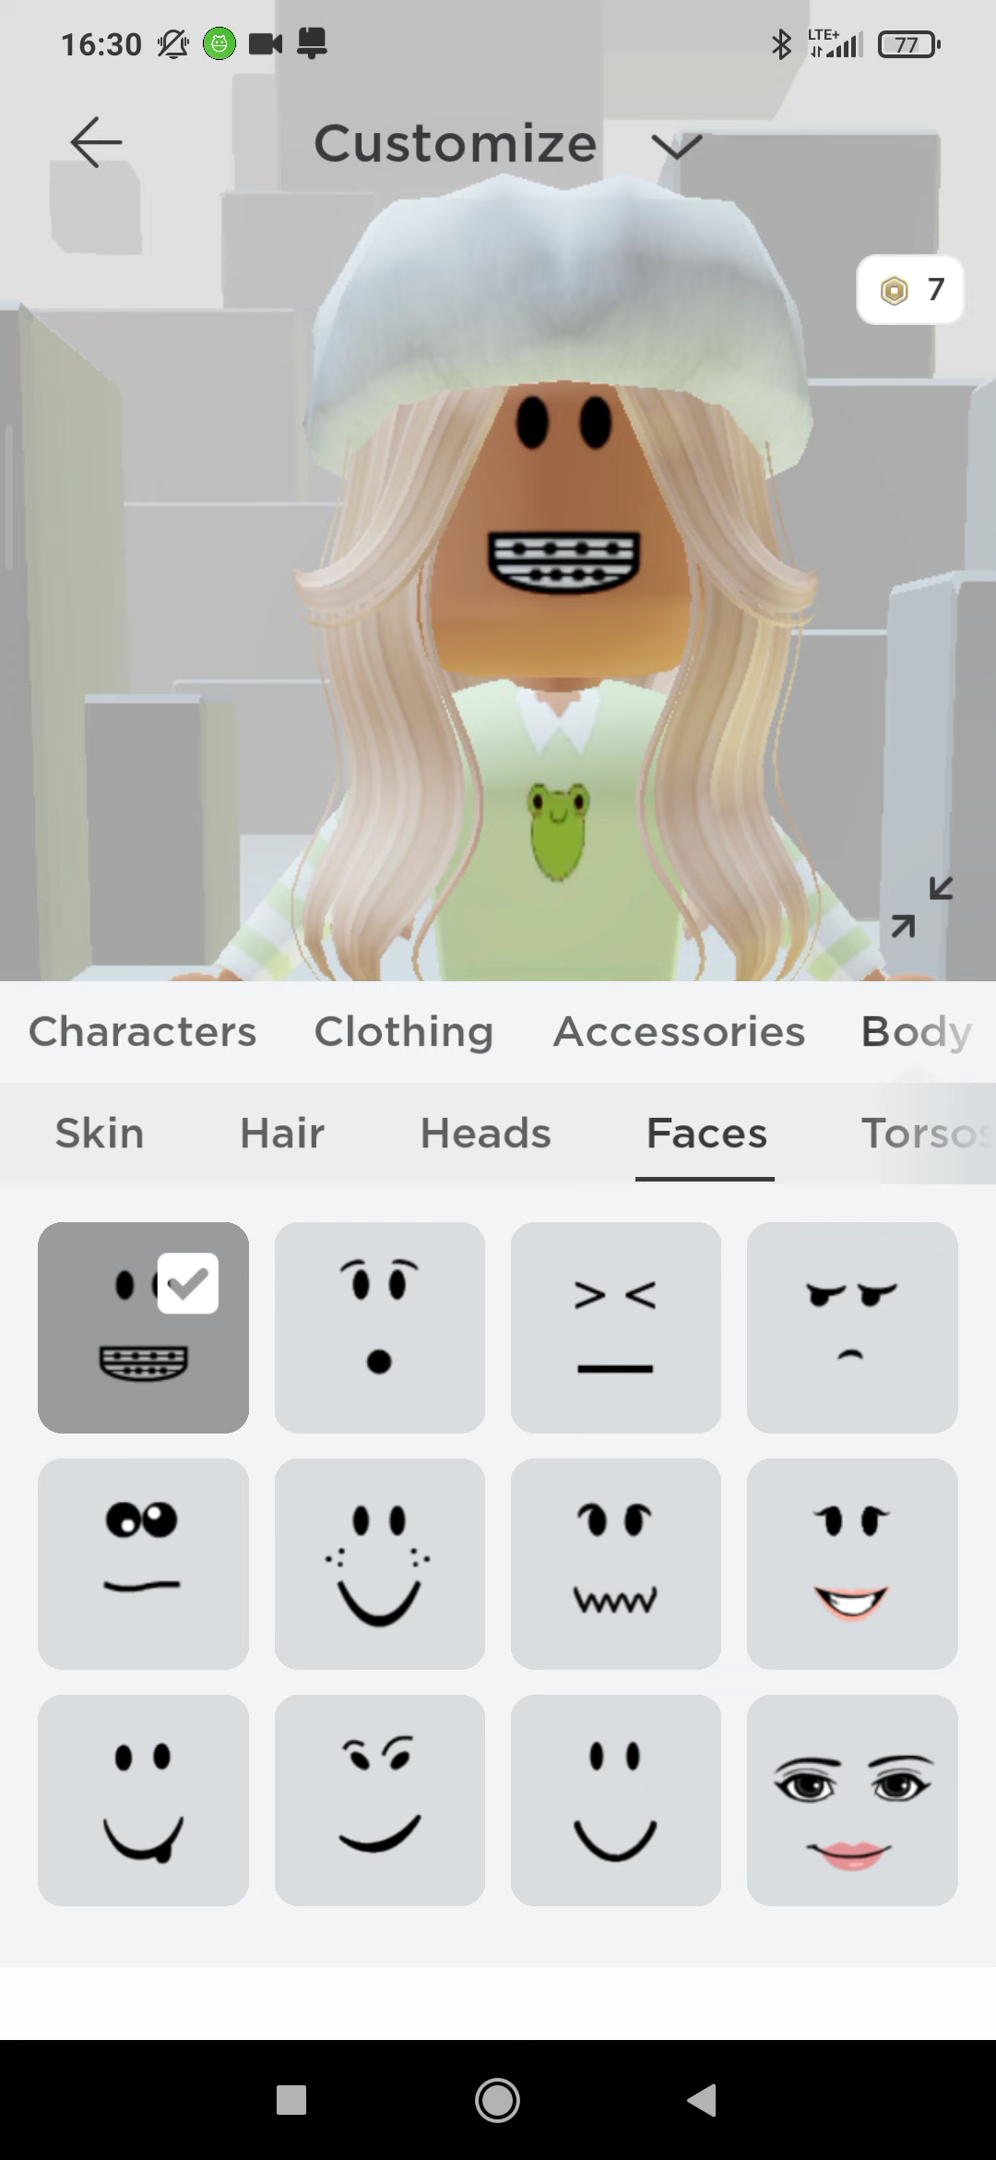 16:30
LTE+
77
Customize
7
Characters Clothing Accessories Body
Skin Hair Heads Faces Torsos